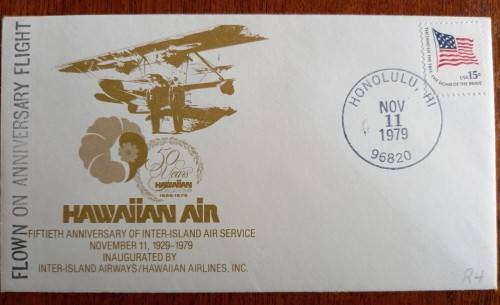 FLOWN ON ANNIVERSARY FLIGHT
USA 15c
HONOLULU, HI
NOV
11
1979
96820
50
Years
HAWAIIAN
1929-1979
HAWAIIAN AIR
FIFTIETH ANNIVERSARY OF INTER-ISLAND AIR SERVICE
NOVEMBER 11, 1929-1979
INAUGURATED BY
INTER-ISLAND AIRWAYS/HAWAIIAN AIRLINES, INC.
R4